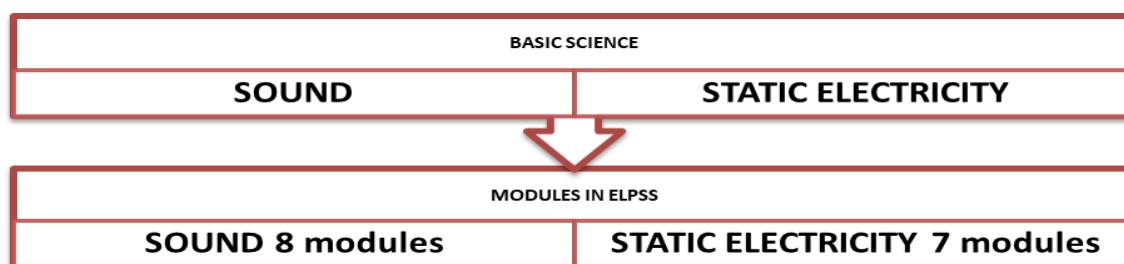 BASIC SCIENCE
SOUND
STATIC ELECTRICITY
MODULES IN ELPSS
SOUND 8 modules
STATIC ELECTRICITY 7 modules